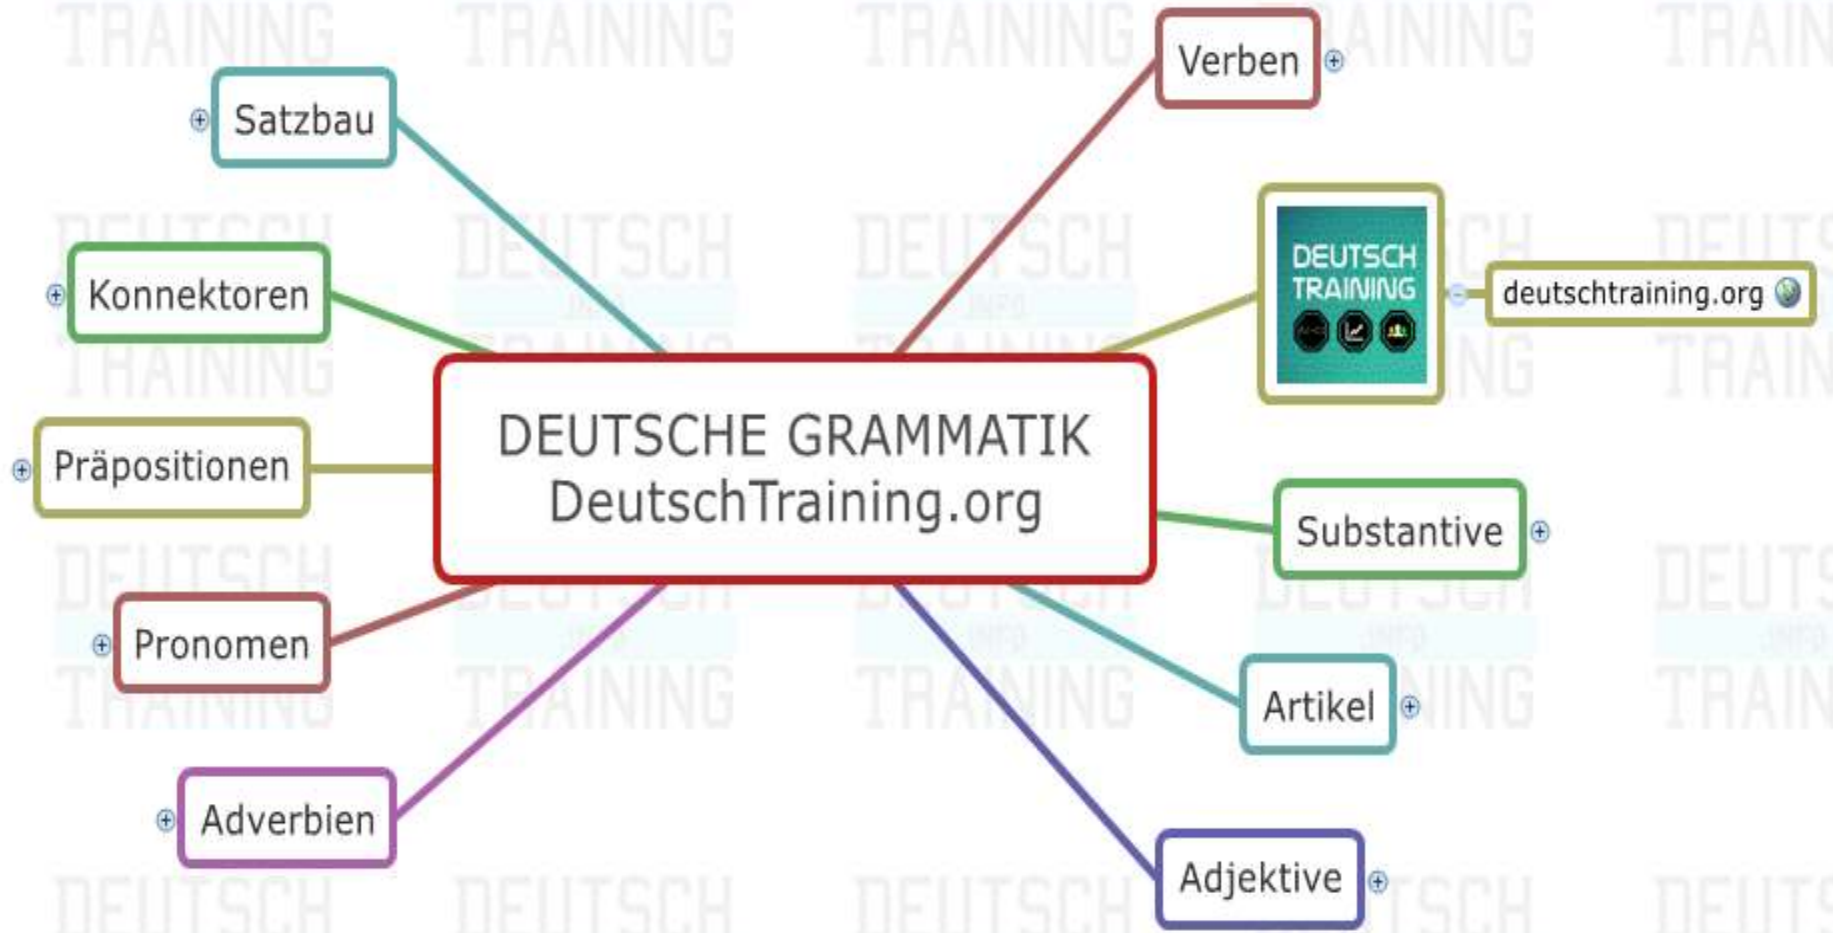 Verben
Satzbau
DEUTSCH
TRAINING
deutschtraining.org
Konnektoren
DEUTSCHE GRAMMATIK
DeutschTraining.org
Präpositionen
Substantive
Pronomen
Artikel
Adverbien
Adjektive